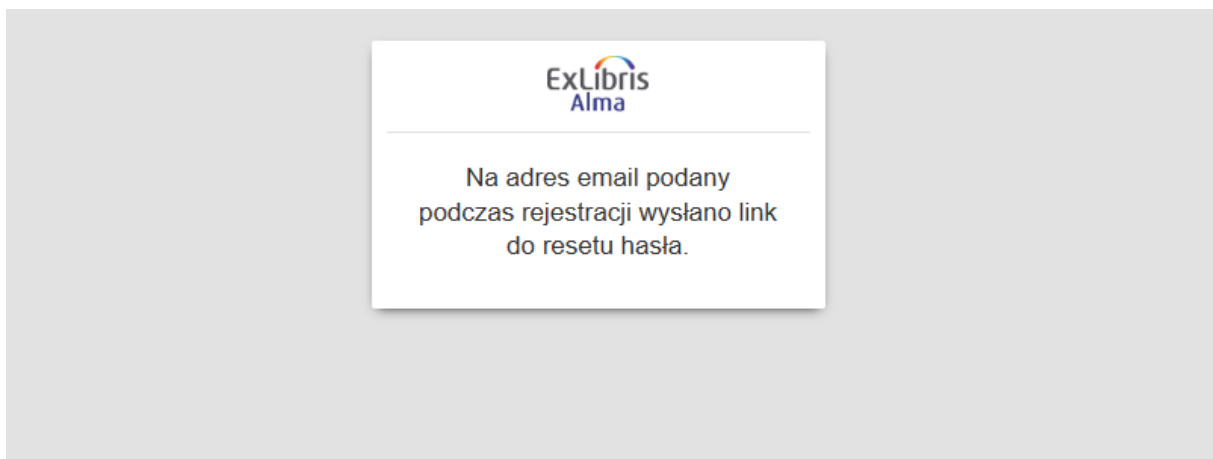 ExLibris
Alma
Na adres email podany
podczas rejestracji wysłano link
do resetu hasła.